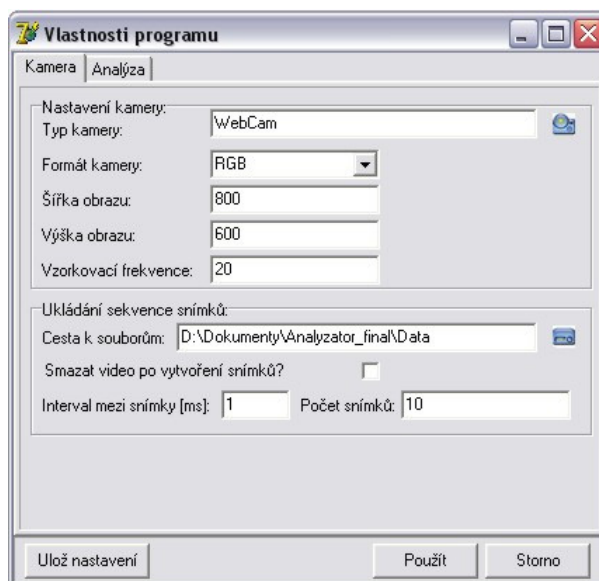 Vlastnosti programu
Kamera Analýza
Nastavení kamery:
Typ kamery: WebCam
Formát kamery: RGB
Šířka obrazu: 800
Výška obrazu: 600
Vzorkovací frekvence: 20
Ukládání sekvence snímků:
Cesta k souborům: D:\Dokumenty\Analyzator_final\Data
Smazat video po vytvoření snímků?
Interval mezi snímky [ms]: 1 Počet snímků: 10
Ulož nastavení Použít Storno